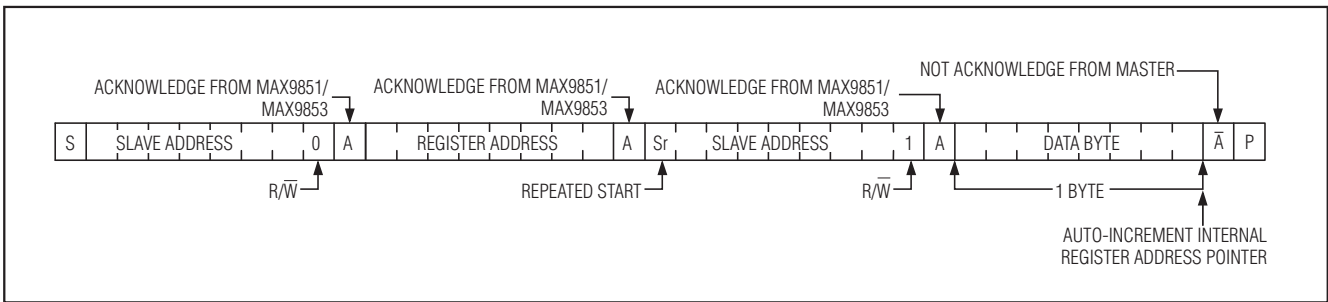 NOT ACKNOWLEDGE FROM MASTER
ACKNOWLEDGE FROM MAX9851/
MAX9853
ACKNOWLEDGE FROM MAX9851/
MAX9853
ACKNOWLEDGE FROM MAX9851/
MAX9853
S SLAVE ADDRESS 0 A REGISTER ADDRESS A Sr SLAVE ADDRESS 1 A DATA BYTE A̅ P
R/W̅ REPEATED START R/W̅ 1 BYTE
AUTO-INCREMENT INTERNAL
REGISTER ADDRESS POINTER